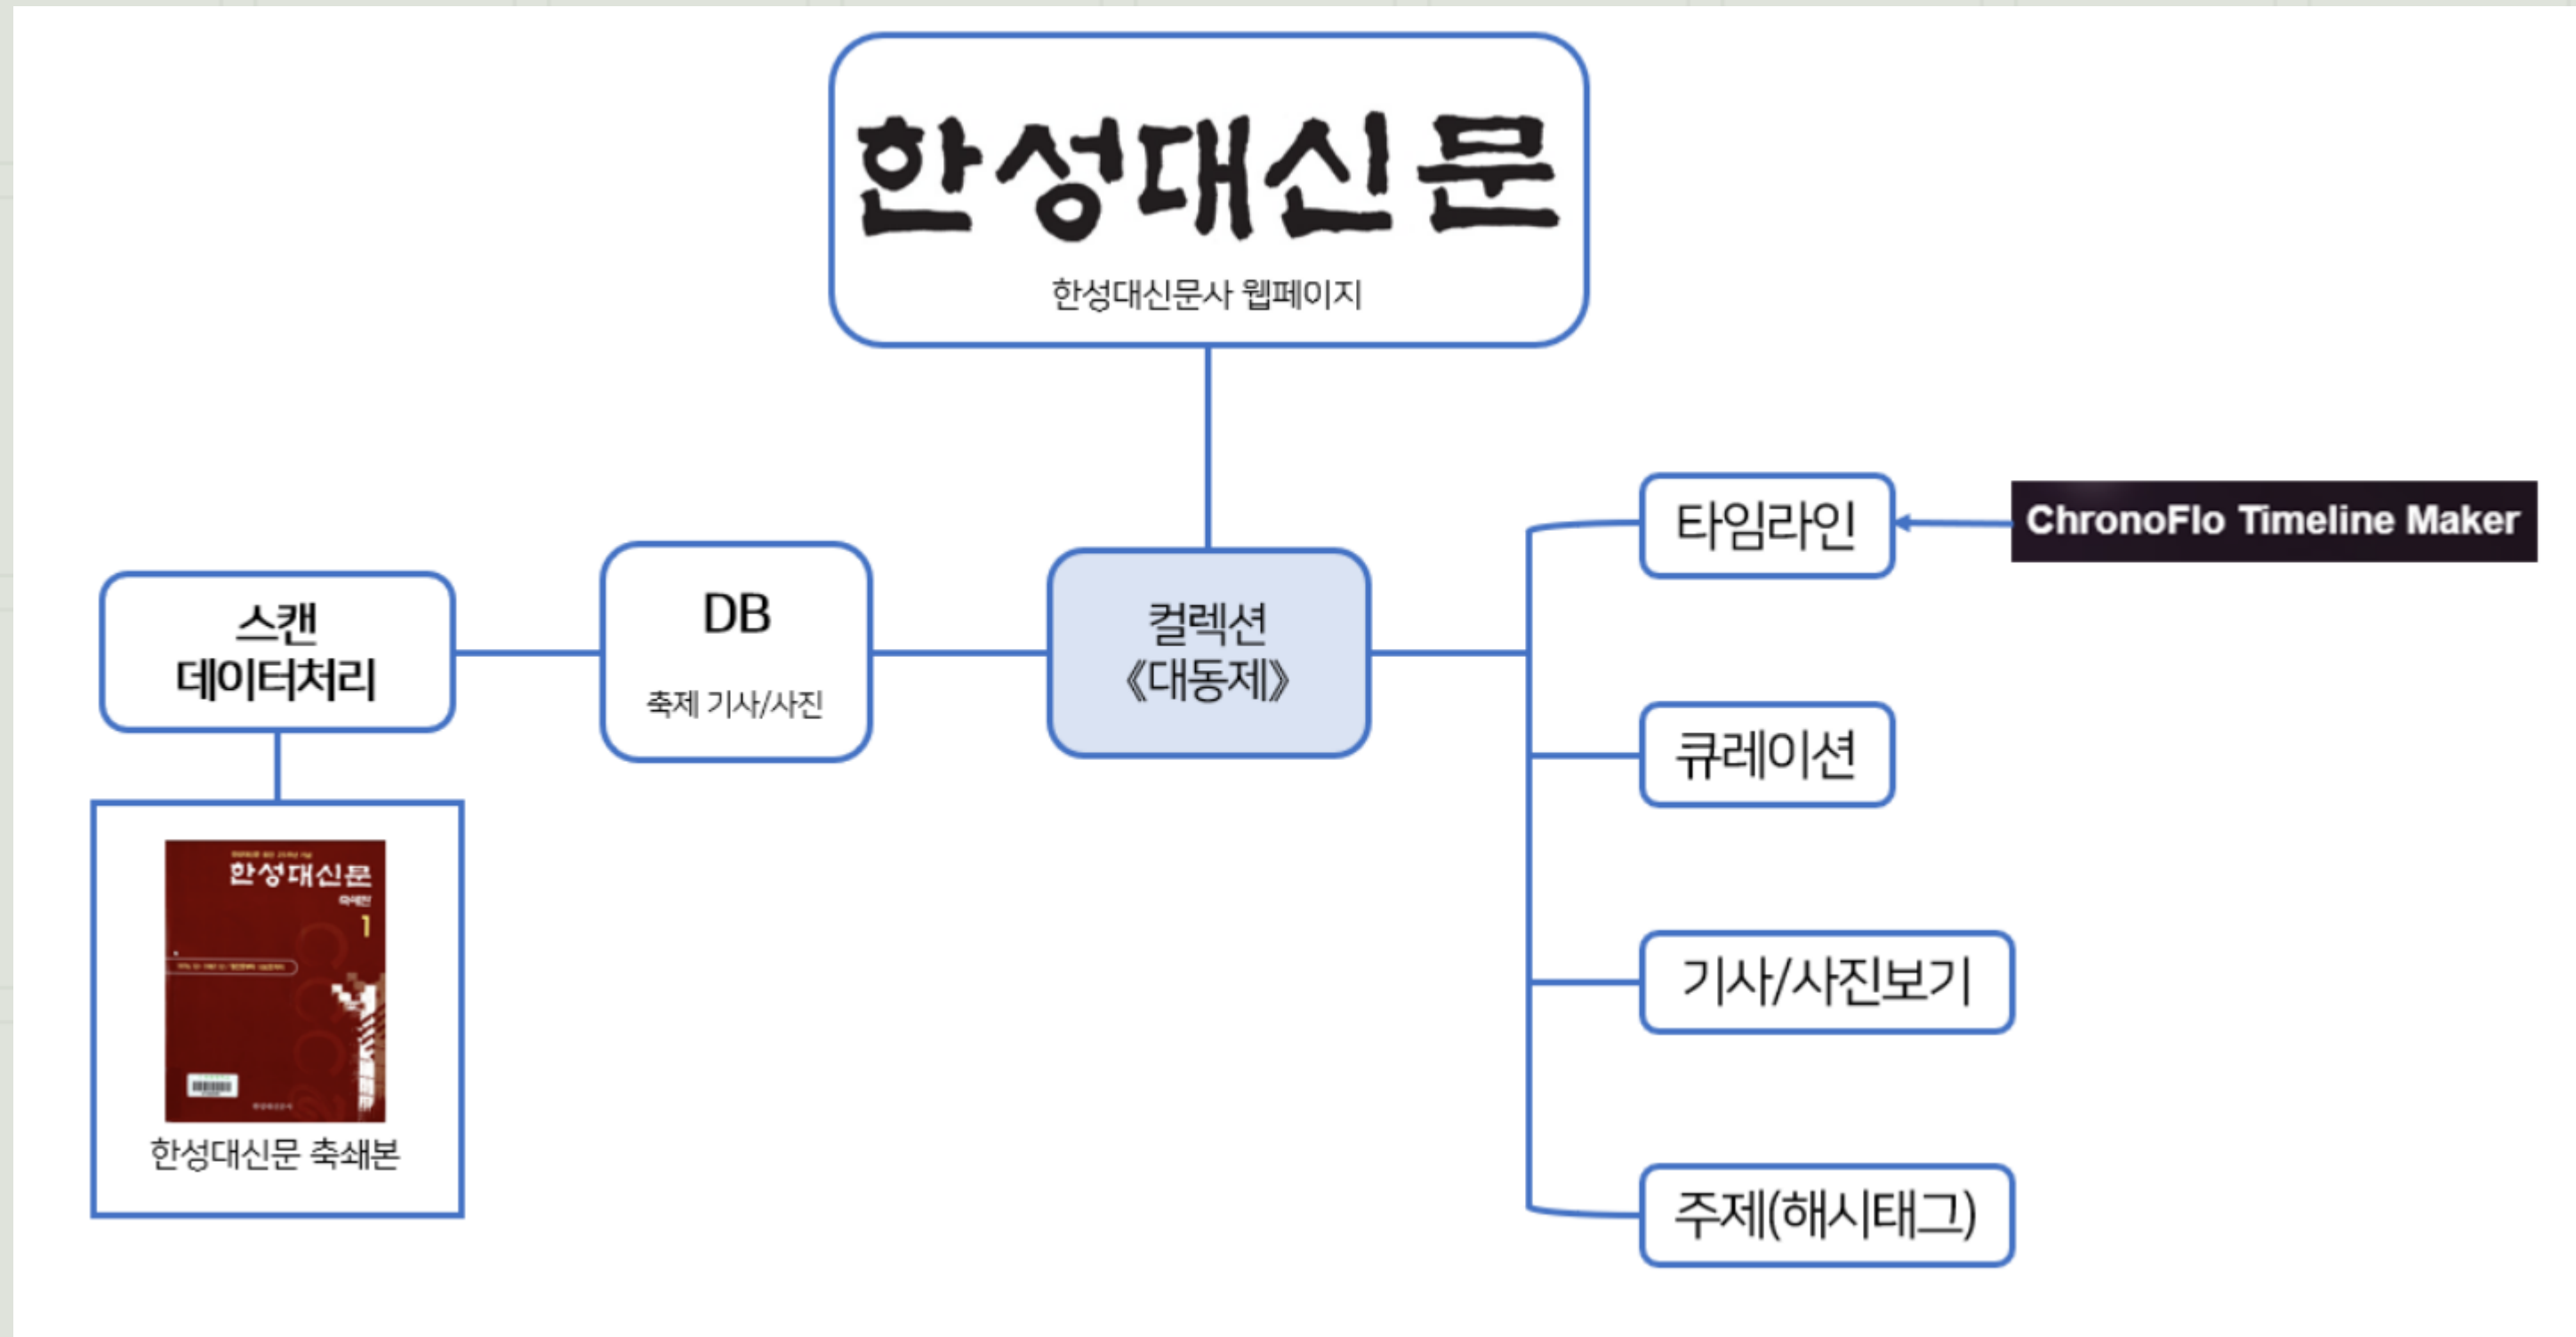 한성대신문
한성대신문사 웹페이지
스캔
데이터처리
DB
축제 기사/사진
컬렉션
《대동제》
타임라인
ChronoFlo Timeline Maker
큐레이션
기사/사진보기
주제(해시태그)
한성대신문
축쇄판
1
한성대신문 축쇄본